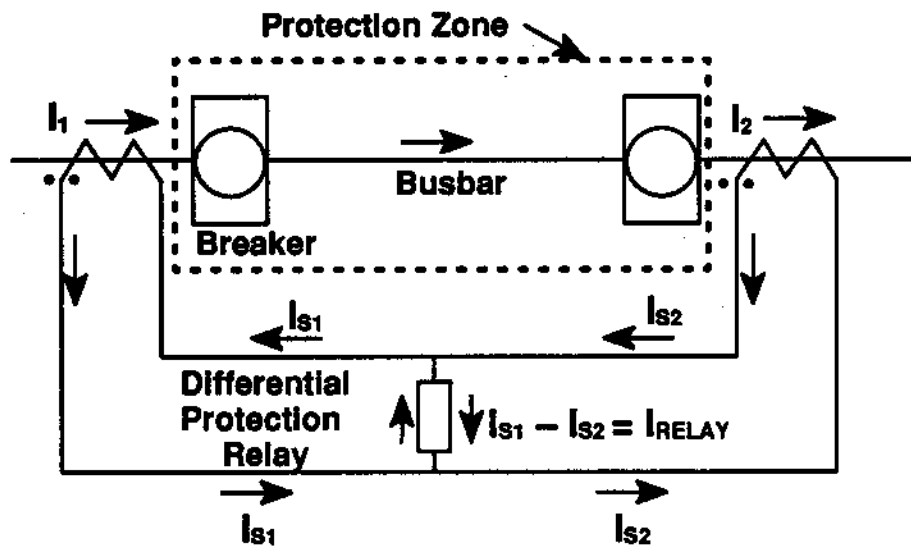 Protection Zone
I1
I2
Busbar
Breaker
IS1
IS2
Differential
Protection
Relay
IS1 – IS2 = IRELAY
IS1
IS2